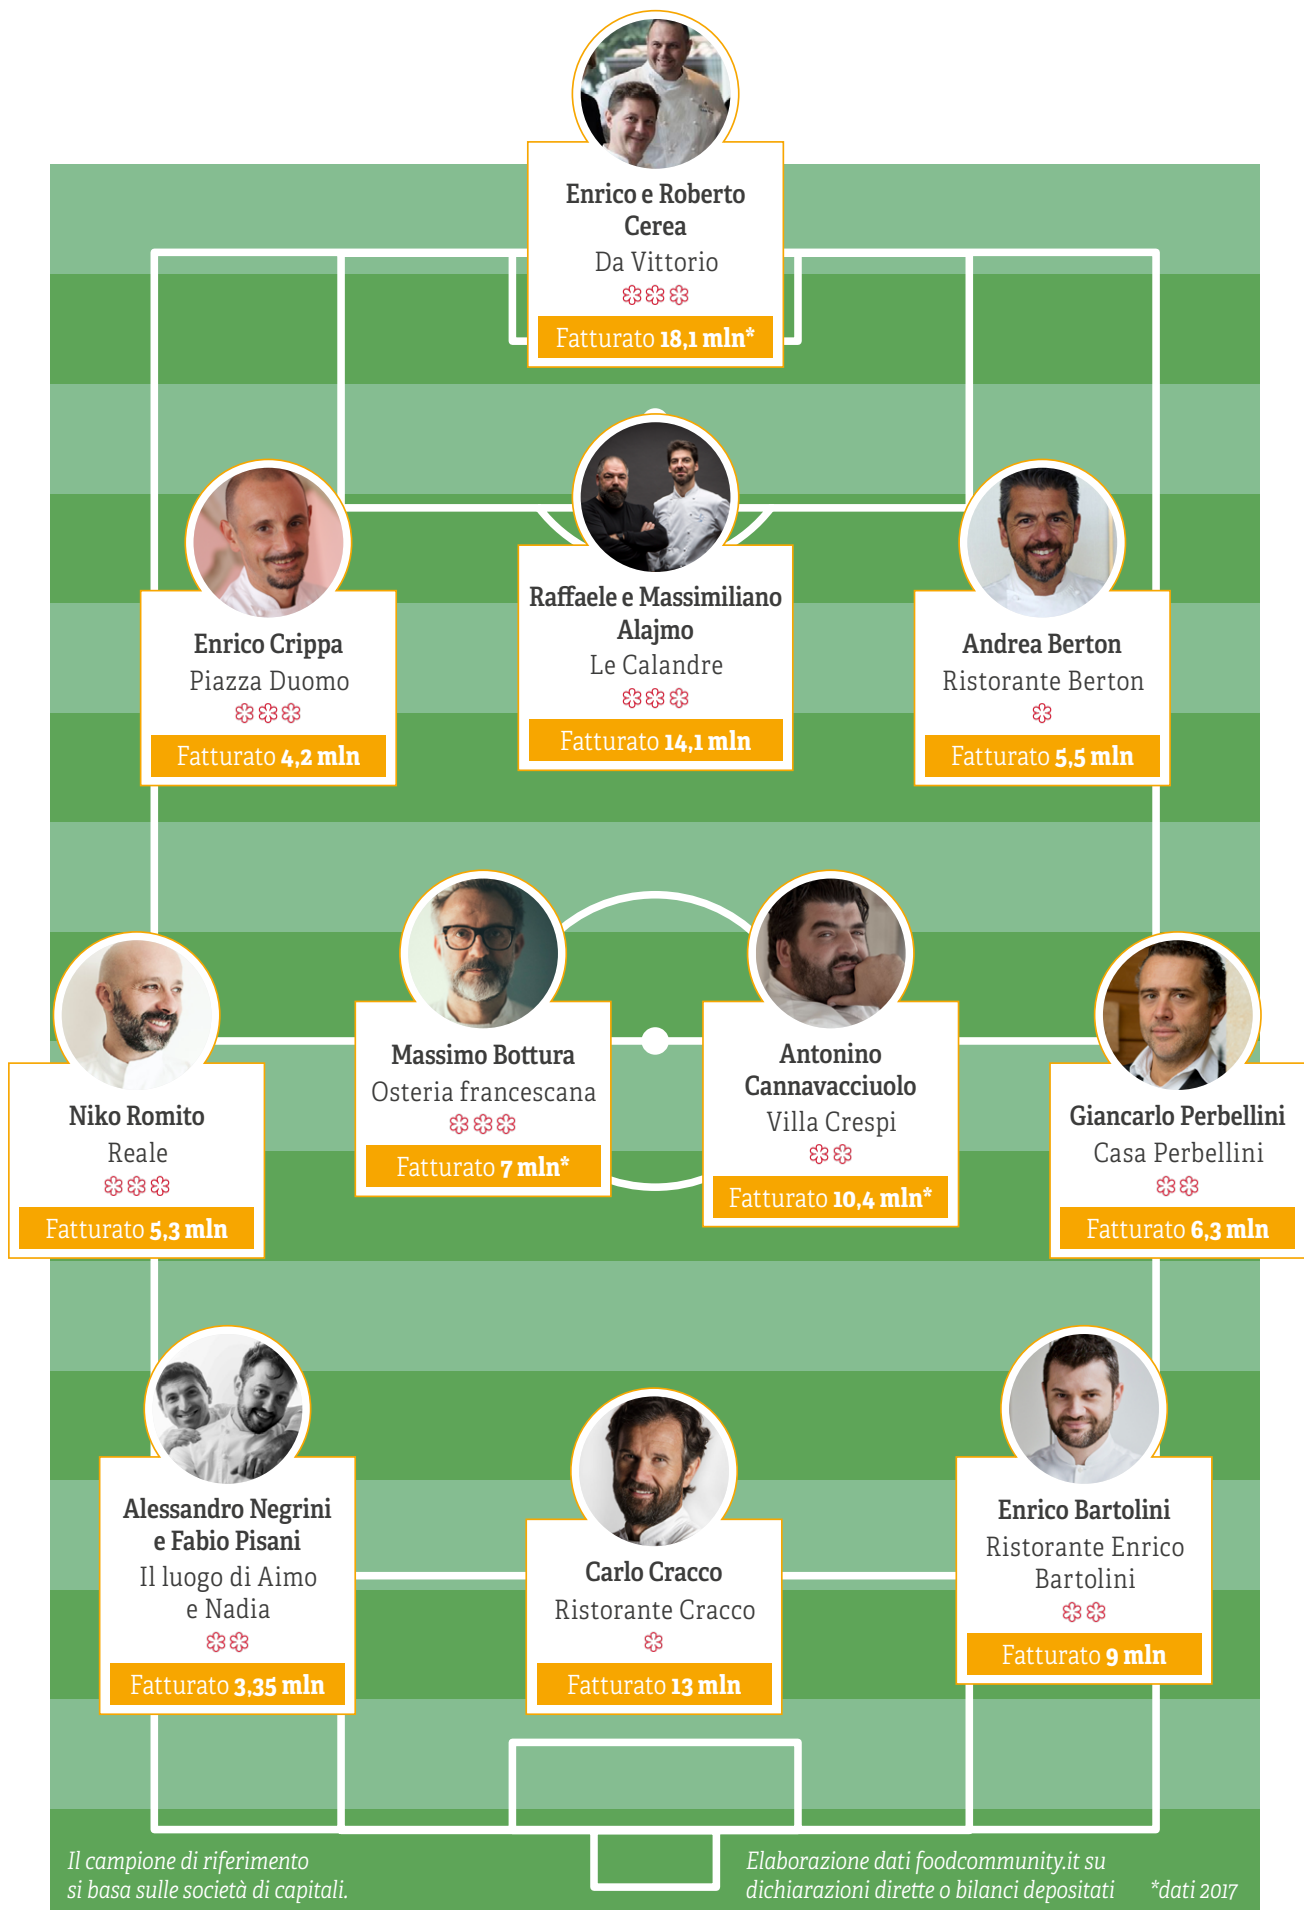 Enrico e Roberto
Cerea
Da Vittorio
Fatturato 18,1 mln*
Enrico Crippa
Piazza Duomo
Fatturato 4,2 mln
Raffaele e Massimiliano
Alajmo
Le Calandre
Fatturato 14,1 mln
Andrea Berton
Ristorante Berton
Fatturato 5,5 mln
Niko Romito
Reale
Fatturato 5,3 mln
Massimo Bottura
Osteria francescana
Fatturato 7 mln*
Antonino
Cannavacciuolo
Villa Crespi
Fatturato 10,4 mln*
Giancarlo Perbellini
Casa Perbellini
Fatturato 6,3 mln
Alessandro Negrini
e Fabio Pisani
Il luogo di Aimo
e Nadia
Fatturato 3,35 mln
Carlo Cracco
Ristorante Cracco
Fatturato 13 mln
Enrico Bartolini
Ristorante Enrico
Bartolini
Fatturato 9 mln
Il campione di riferimento
si basa sulle società di capitali.
Elaborazione dati foodcommunity.it su
dichiarazioni dirette o bilanci depositati
*dati 2017